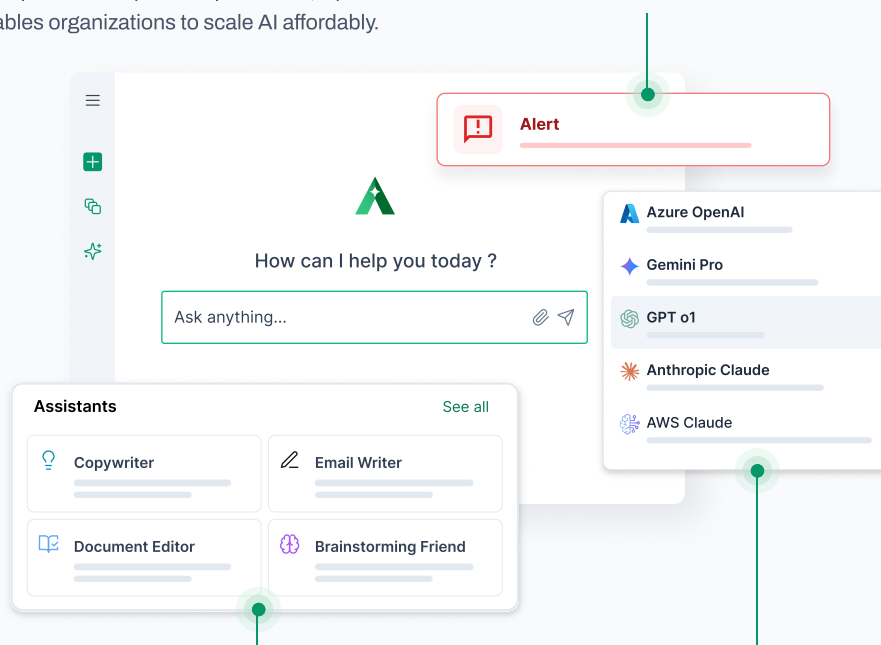 ables organizations to scale AI affordably.
Alert
Azure OpenAI
Gemini Pro
GPT o1
Anthropic Claude
AWS Claude
How can I help you today ?
Ask anything...
Assistants
See all
Copywriter
Email Writer
Document Editor
Brainstorming Friend